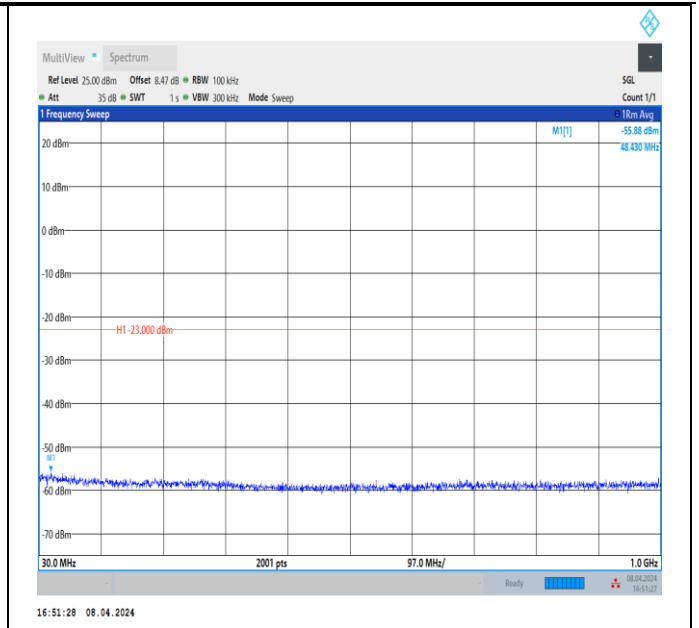 MultiView Spectrum
Ref Level 25.00 dBm Offset 8.47 dB RBW 100 kHz SGL
Att 35 dB SWT 1 s VBW 300 kHz Mode Sweep Count 1/1
1 Frequency Sweep 1Rm Avg
M1[1] -55.88 dBm
48.430 MHz
20 dBm
10 dBm
0 dBm
-10 dBm
-20 dBm
H1 -23.000 dBm
-30 dBm
-40 dBm
-50 dBm
M1
-60 dBm
-70 dBm
30.0 MHz 2001 pts 97.0 MHz/ 1.0 GHz
Ready 08.04.2024
16:51:27
16:51:28 08.04.2024